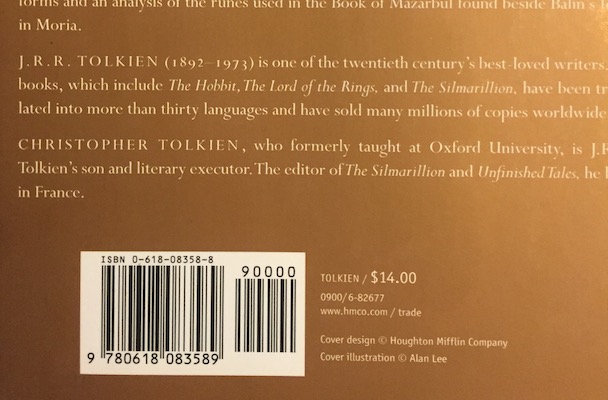 forms and an analysis of the runes used in the Book of Mazarbul found beside Balin's
in Moria.
J.R.R. TOLKIEN (1892–1973) is one of the twentieth century's best-loved writers.
books, which include The Hobbit, The Lord of the Rings, and The Silmarillion, have been tr
lated into more than thirty languages and have sold many millions of copies worldwide
CHRISTOPHER TOLKIEN, who formerly taught at Oxford University, is J.R
Tolkien's son and literary executor. The editor of The Silmarillion and Unfinished Tales, he l
in France.
ISBN 0-618-08358-8
90000
9 780618 083589
TOLKIEN / $14.00
0900/6-82677
www.hmco.com / trade
Cover design © Houghton Mifflin Company
Cover illustration © Alan Lee